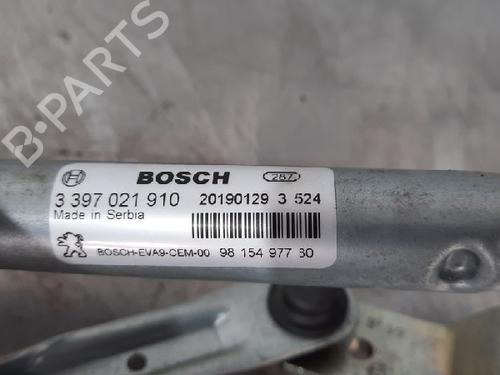 B-PARTS
BOSCH 287
3 397 021 910 20190129 3 524
Made in Serbia
BOSCH-EVA9-CEM-00 98 154 977 80